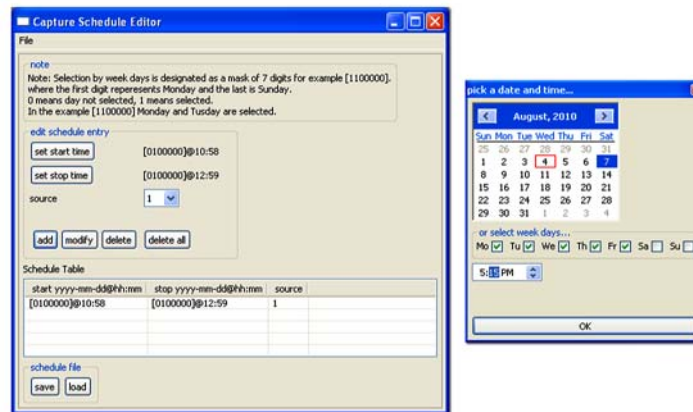 Capture Schedule Editor
File
note
Note: Selection by week days is designated as a mask of 7 digits for example [1100000].
where the first digit reperesents Monday and the last is Sunday.
0 means day not selected, 1 means selected.
In the example [1100000] Monday and Tusday are selected.
edit schedule entry
set start time [0100000]@10:58
set stop time [0100000]@12:59
source 1
add modify delete delete all
Schedule Table
start yyyy-mm-dd@hh:mm stop yyyy-mm-dd@hh:mm source
[0100000]@10:58 [0100000]@12:59 1
schedule file
save load
pick a date and time...
August, 2010
Sun Mon Tue Wed Thu Fri Sat
25 26 27 28 29 30 31
1 2 3 4 5 6 7
8 9 10 11 12 13 14
15 16 17 18 19 20 21
22 23 24 25 26 27 28
29 30 31 1 2 3 4
or select week days...
Mo Tu We Th Fr Sa Su
5:15 PM
OK